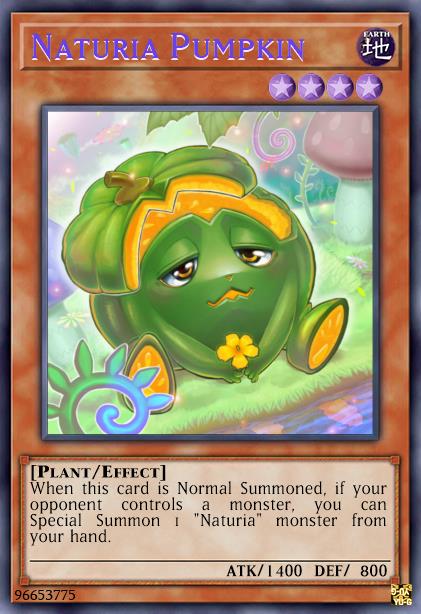 Naturia Pumpkin
EARTH
地
[Plant/Effect]
When this card is Normal Summoned, if your
opponent controls a monster, you can
Special Summon 1 "Naturia" monster from
your hand.
ATK/1400 DEF/ 800
96653775